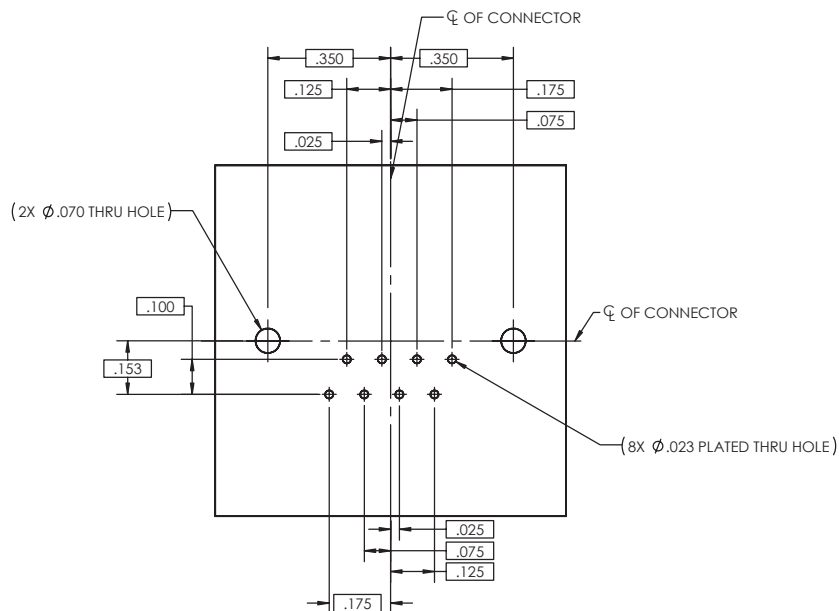 ℄ OF CONNECTOR
.350 .350
.125 .175
.075
.025
(2X Ø.070 THRU HOLE)
.100
℄ OF CONNECTOR
.153
(8X Ø.023 PLATED THRU HOLE)
.025
.075
.125
.175